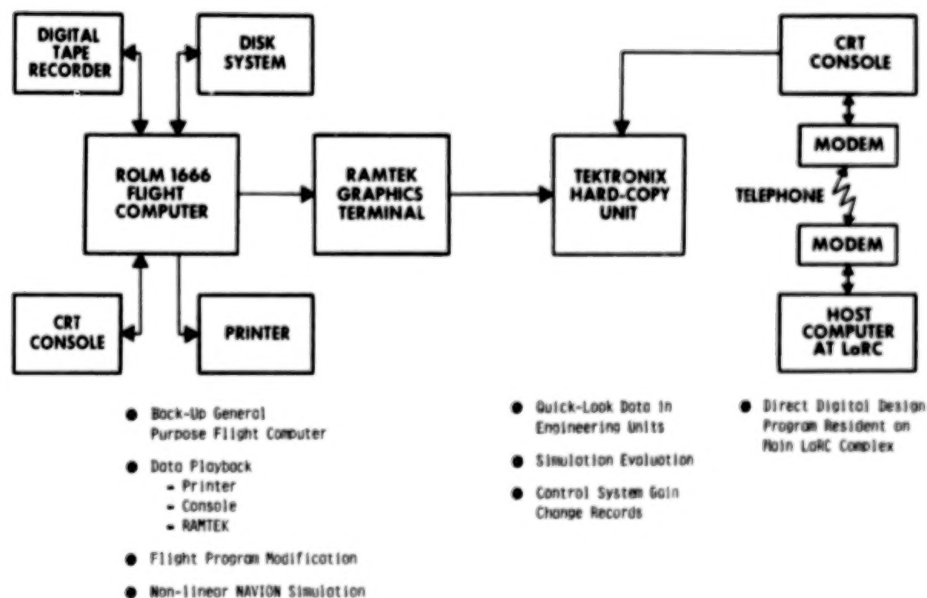 DIGITAL
TAPE
RECORDER
DISK
SYSTEM
CRT
CONSOLE
ROLM 1666
FLIGHT
COMPUTER
RAMTEK
GRAPHICS
TERMINAL
TEKTRONIX
HARD-COPY
UNIT
MODEM
TELEPHONE
MODEM
CRT
CONSOLE
PRINTER
HOST
COMPUTER
AT LaRC
● Back-Up General
Purpose Flight Computer
● Data Playback
- Printer
- Console
- RAMTEK
● Flight Program Modification
● Non-linear NAVION Simulation
● Quick-Look Data in
Engineering Units
● Simulation Evaluation
● Control System Gain
Change Records
● Direct Digital Design
Program Resident on
Main LaRC Complex